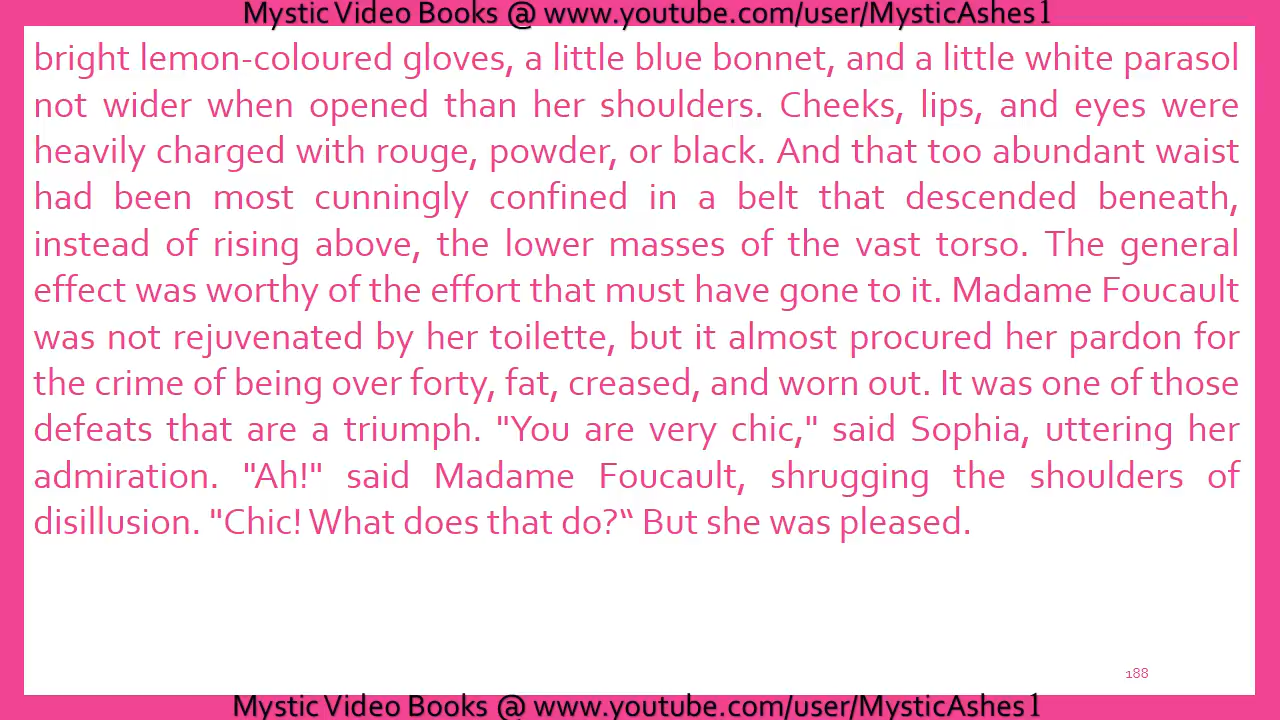 Mystic Video Books @ www.youtube.com/user/MysticAshes1
bright lemon-coloured gloves, a little blue bonnet, and a little white parasol
not wider when opened than her shoulders. Cheeks, lips, and eyes were
heavily charged with rouge, powder, or black. And that too abundant waist
had been most cunningly confined in a belt that descended beneath,
instead of rising above, the lower masses of the vast torso. The general
effect was worthy of the effort that must have gone to it. Madame Foucault
was not rejuvenated by her toilette, but it almost procured her pardon for
the crime of being over forty, fat, creased, and worn out. It was one of those
defeats that are a triumph. "You are very chic," said Sophia, uttering her
admiration. "Ah!" said Madame Foucault, shrugging the shoulders of
disillusion. "Chic! What does that do?“ But she was pleased.
188
Mystic Video Books @ www.youtube.com/user/MysticAshes1